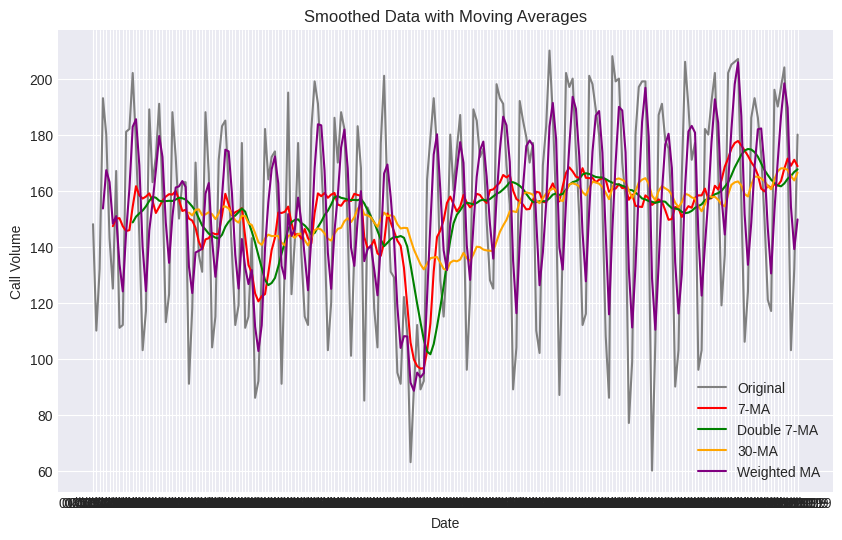 Smoothed Data with Moving Averages
Call Volume
200
180
160
140
120
100
80
60
Original
7-MA
Double 7-MA
30-MA
Weighted MA
Date